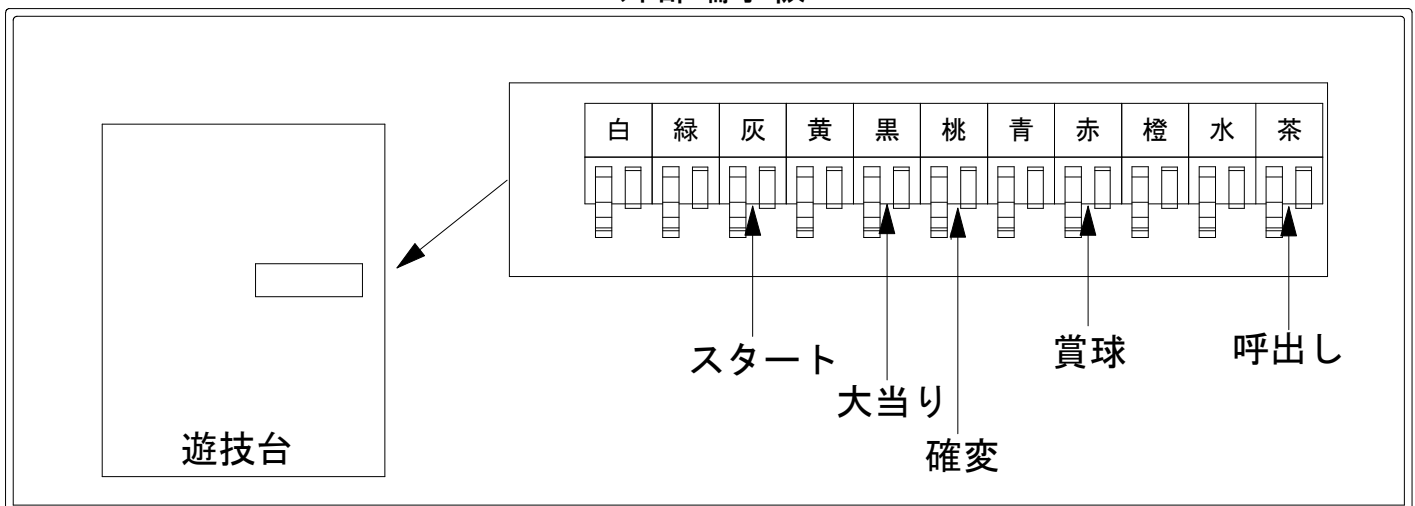 白 緑 灰 黄 黒 桃 青 赤 橙 水 茶
スタート
賞球
呼出し
大当り
確変
遊技台